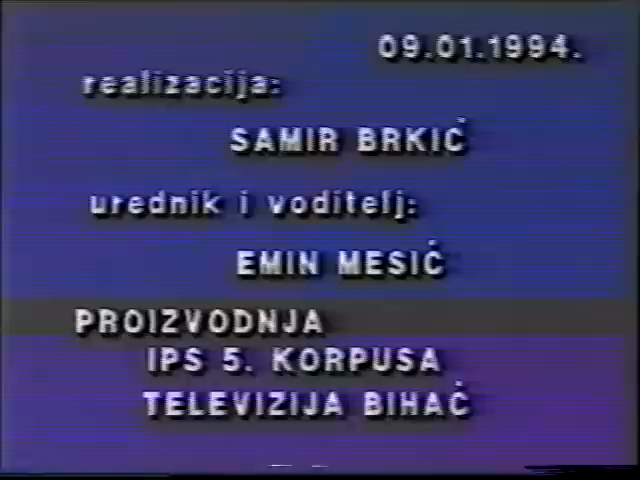 09.01.1994.
realizacija:
SAMIR BRKIĆ
urednik i voditelj:
EMIN MESIĆ
PROIZVODNJA
IPS 5. KORPUSA
TELEVIZIJA BIHAĆ